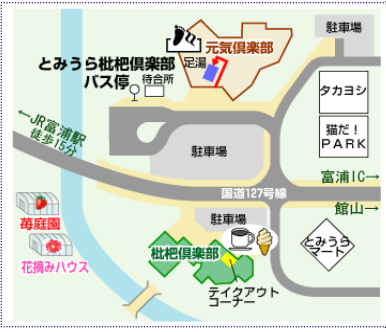 駐車場
元気倶楽部
足湯
とみうら枇杷倶楽部
バス停
待合所
タカヨシ
猫だ！
PARK
←JR富浦駅
徒歩15分
駐車場
富浦IC→
国道127号線
館山→
苺庭園
駐車場
とみうら
マート
枇杷倶楽部
花摘みハウス
テイクアウト
コーナー